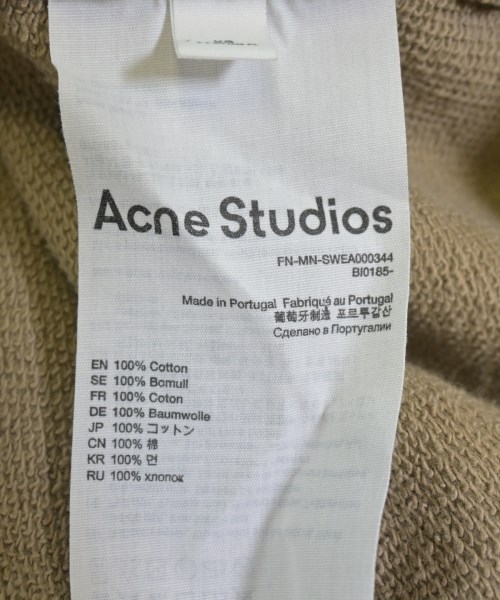 Acne Studios
FN-MN-SWEA000344
BI0185-
Made in Portugal Fabriqué au Portugal
葡萄牙制造 포르투갈산
Сделано в Португалии
EN 100% Cotton
SE 100% Bomull
FR 100% Coton
DE 100% Baumwolle
JP 100% コットン
CN 100% 棉
KR 100% 면
RU 100% хлопок